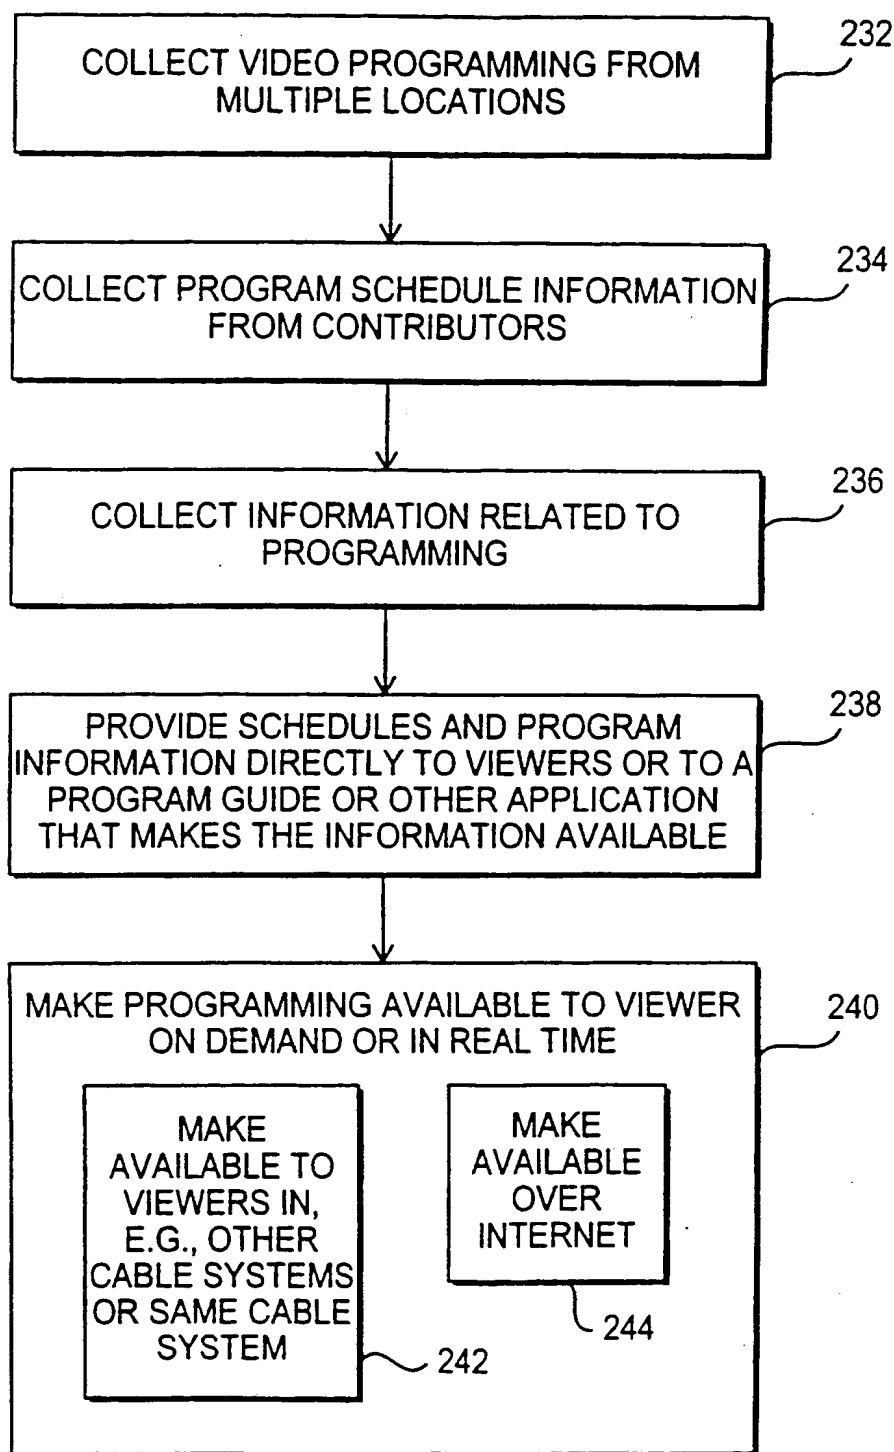 COLLECT VIDEO PROGRAMMING FROM
MULTIPLE LOCATIONS
232
COLLECT PROGRAM SCHEDULE INFORMATION
FROM CONTRIBUTORS
234
COLLECT INFORMATION RELATED TO
PROGRAMMING
236
PROVIDE SCHEDULES AND PROGRAM
INFORMATION DIRECTLY TO VIEWERS OR TO A
PROGRAM GUIDE OR OTHER APPLICATION
THAT MAKES THE INFORMATION AVAILABLE
238
MAKE PROGRAMMING AVAILABLE TO VIEWER
ON DEMAND OR IN REAL TIME
240
MAKE
AVAILABLE TO
VIEWERS IN,
E.G., OTHER
CABLE SYSTEMS
OR SAME CABLE
SYSTEM
242
MAKE
AVAILABLE
OVER
INTERNET
244